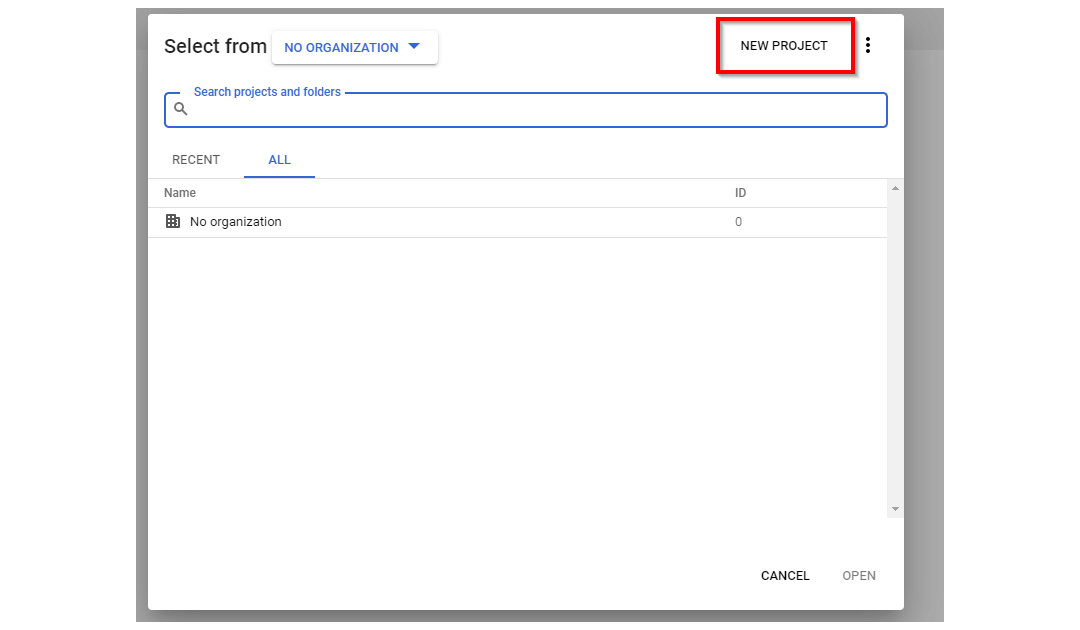 Select from NO ORGANIZATION NEW PROJECT
Search projects and folders
RECENT ALL
Name ID
No organization 0
CANCEL OPEN